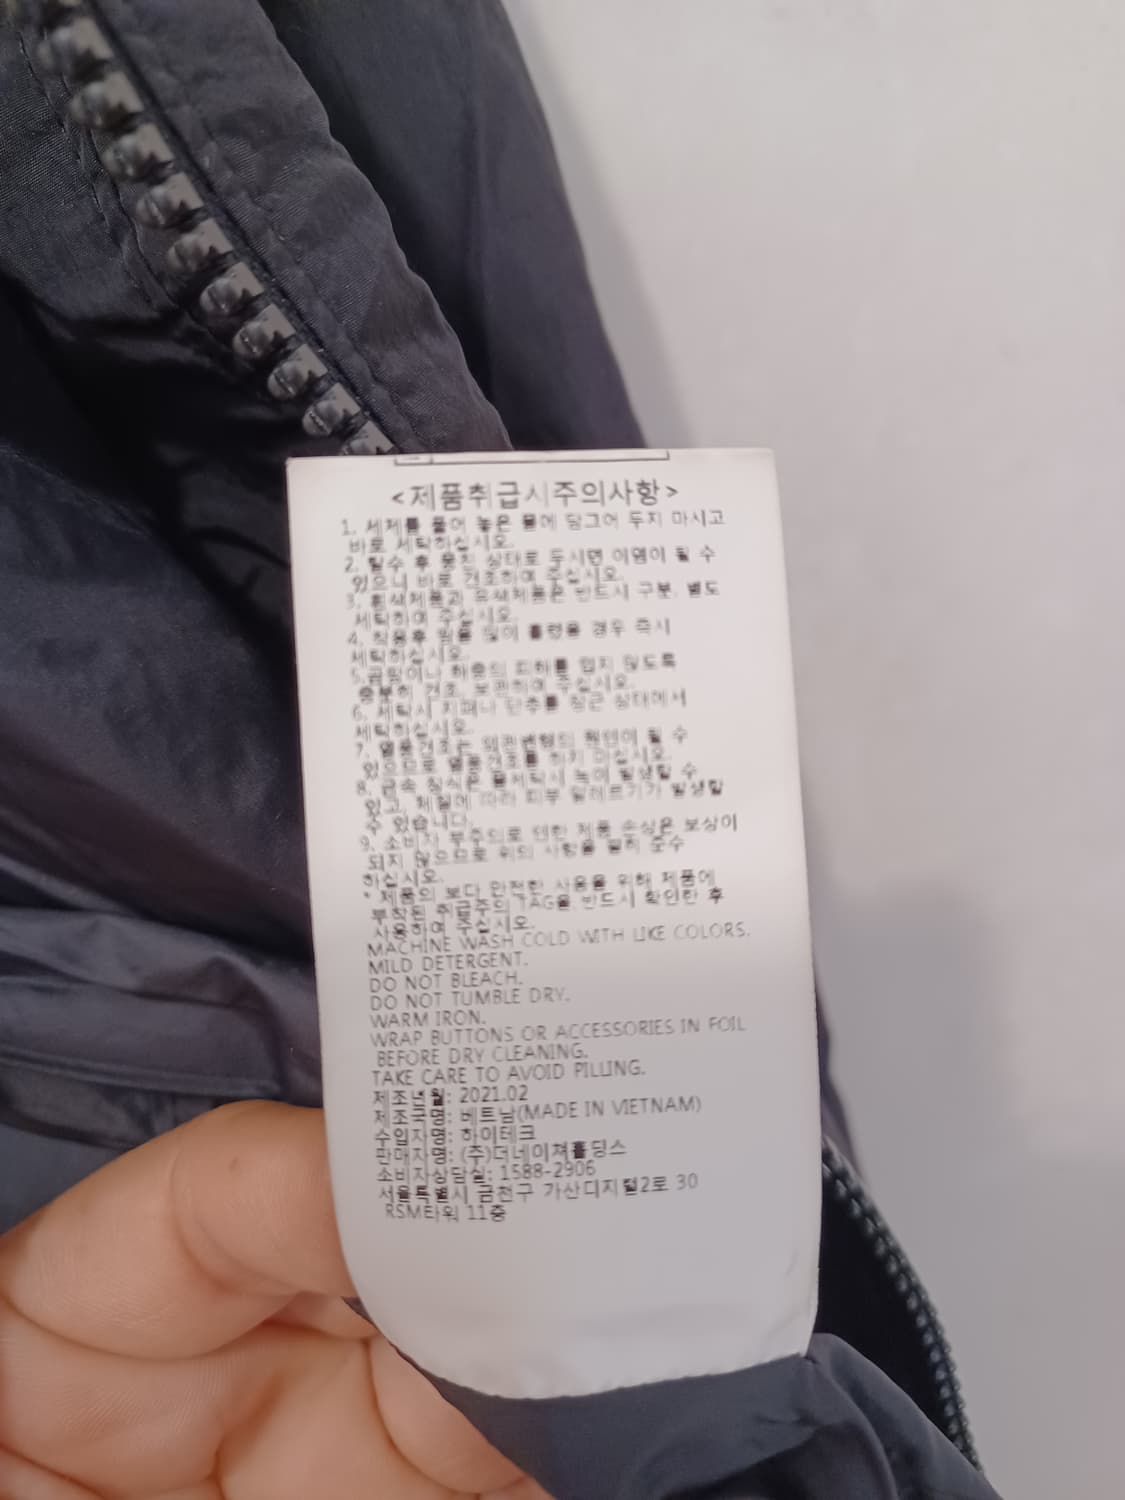 <제품취급시주의사항>
1. 세제를 풀어 놓은 물에 담그어 두지 마시고
바로 세탁하십시오.
2. 탈수 후 뭉친 상태로 두시면 이염이 될 수
있으니 바로 건조하여 주십시오.
3. 흰색제품과 유색제품은 반드시 구분, 별도
세탁하여 주십시오.
4. 착용후 땀을 많이 흘렸을 경우 즉시
세탁하십시오.
5.곰팡이나 해충의 피해를 입지 않도록
충분히 건조, 보관하여 주십시오.
6. 세탁시 지퍼나 단추를 잠근 상태에서
세탁하십시오.
7. 열풍건조는 외관변형의 원인이 될 수
있으므로 열풍건조를 하지 마십시오.
8. 금속 장식은 물세탁시 녹이 발생할 수
있고, 체질에 따라 피부 알레르기가 발생할
수 있습니다.
9. 소비자 부주의로 인한 제품 손상은 보상이
되지 않으므로 위의 사항을 필히 준수
하십시오.
* 제품의 보다 안전한 사용을 위해 제품에
부착된 취급주의TAG을 반드시 확인한 후
사용하여 주십시오.
MACHINE WASH COLD WITH LIKE COLORS.
MILD DETERGENT.
DO NOT BLEACH.
DO NOT TUMBLE DRY.
WARM IRON.
WRAP BUTTONS OR ACCESSORIES IN FOIL
BEFORE DRY CLEANING.
TAKE CARE TO AVOID PILLING.
제조년월: 2021.02
제조국명: 베트남(MADE IN VIETNAM)
수입자명: 하이테크
판매자명: (주)더네이쳐홀딩스
소비자상담실: 1588-2906
서울특별시 금천구 가산디지털2로 30
RSM타워 11층